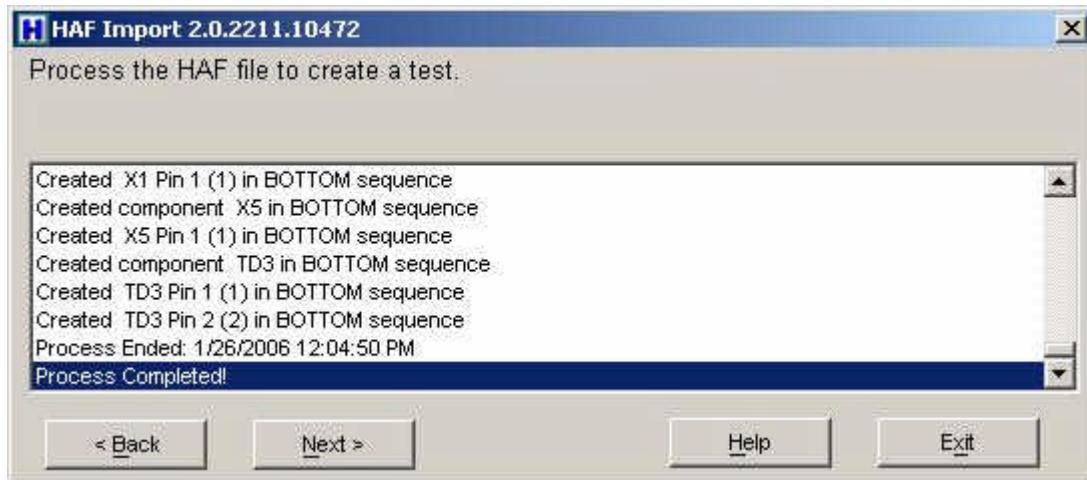 HAF Import 2.0.2211.10472
Process the HAF file to create a test.
Created X1 Pin 1 (1) in BOTTOM sequence
Created component X5 in BOTTOM sequence
Created X5 Pin 1 (1) in BOTTOM sequence
Created component TD3 in BOTTOM sequence
Created TD3 Pin 1 (1) in BOTTOM sequence
Created TD3 Pin 2 (2) in BOTTOM sequence
Process Ended: 1/26/2006 12:04:50 PM
Process Completed!
< Back Next > Help Exit